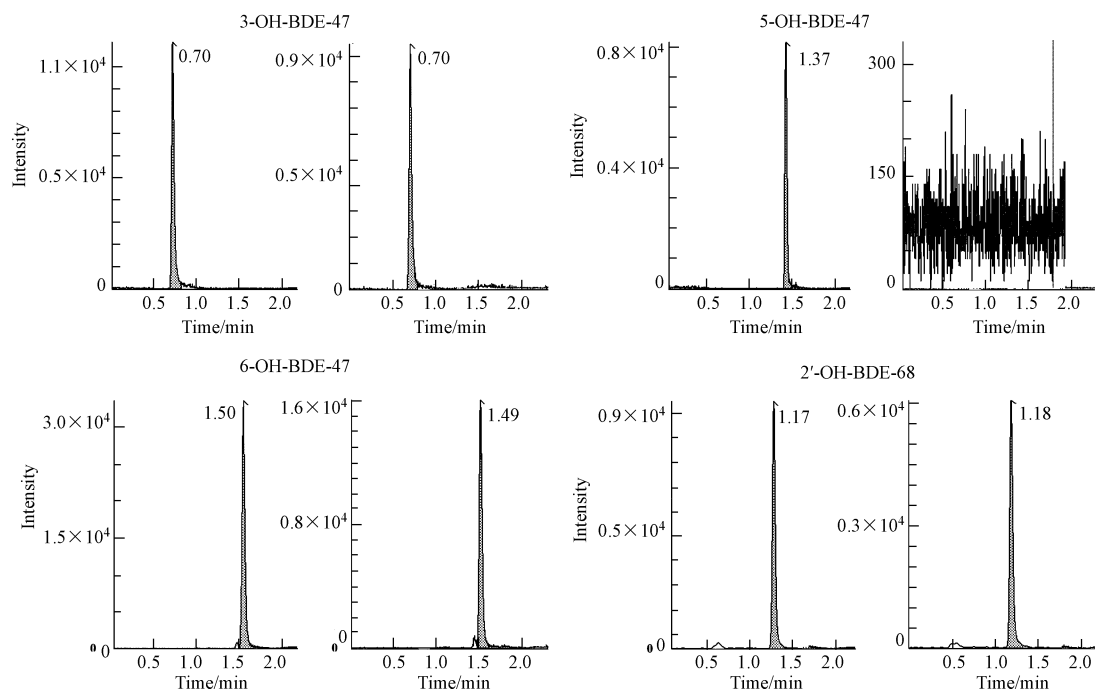 3-OH-BDE-47
5-OH-BDE-47
1.1×10⁴
0.5×10⁴
0
Intensity
0.70
0.5 1.0 1.5 2.0
Time/min
0.9×10⁴
0.5×10⁴
0
0.70
0.5 1.0 1.5 2.0
Time/min
0.8×10⁴
0.4×10⁴
0
Intensity
1.37
0.5 1.0 1.5 2.0
Time/min
300
150
0
0.5 1.0 1.5 2.0
Time/min
6-OH-BDE-47
2′-OH-BDE-68
3.0×10⁴
1.5×10⁴
0 0
Intensity
1.50
0.5 1.0 1.5 2.0
Time/min
1.6×10⁴
0.8×10⁴
0
0
1.49
0.5 1.0 1.5 2.0
Time/min
0.9×10⁴
0.5×10⁴
0 0
Intensity
1.17
0.5 1.0 1.5 2.0
Time/min
0.6×10⁴
0.3×10⁴
0
0
1.18
0.5 1.0 1.5 2.0
Time/min